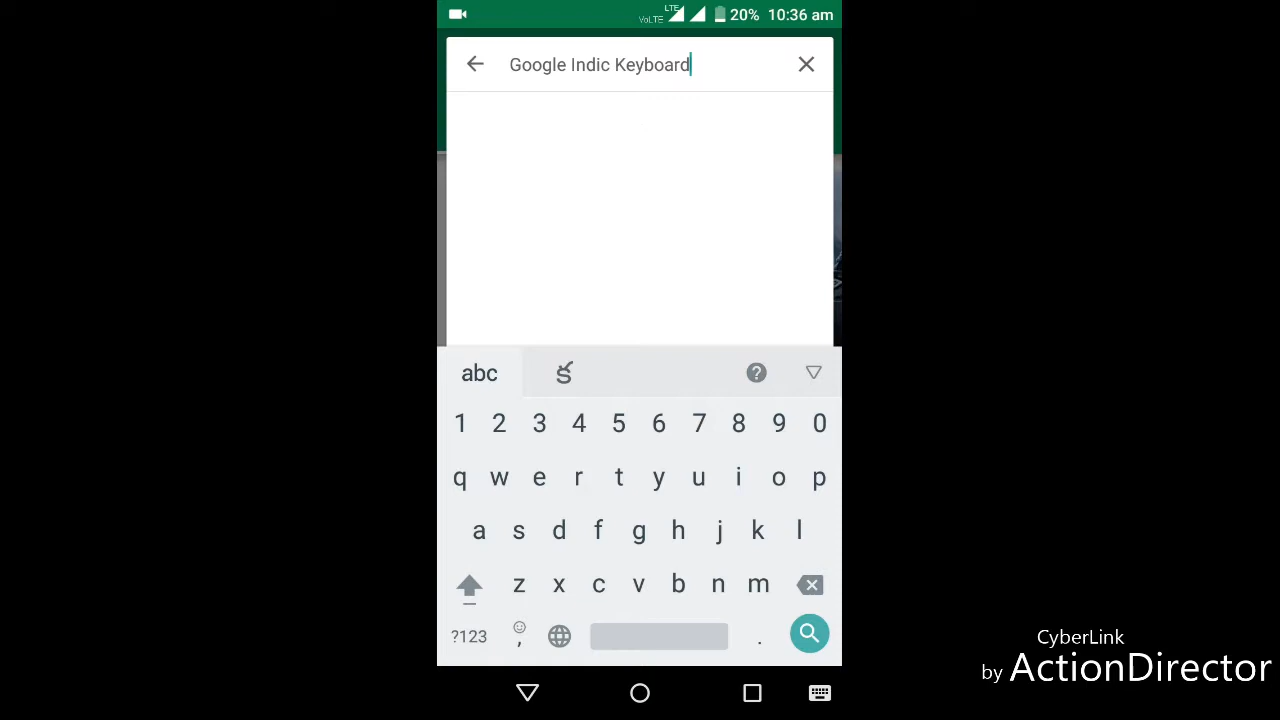 LTE
VoLTE 20% 10:36 am
Google Indic Keyboard
abc క
1 2 3 4 5 6 7 8 9 0
q w e r t y u i o p
a s d f g h j k l
z x c v b n m
?123 , .
CyberLink
by ActionDirector